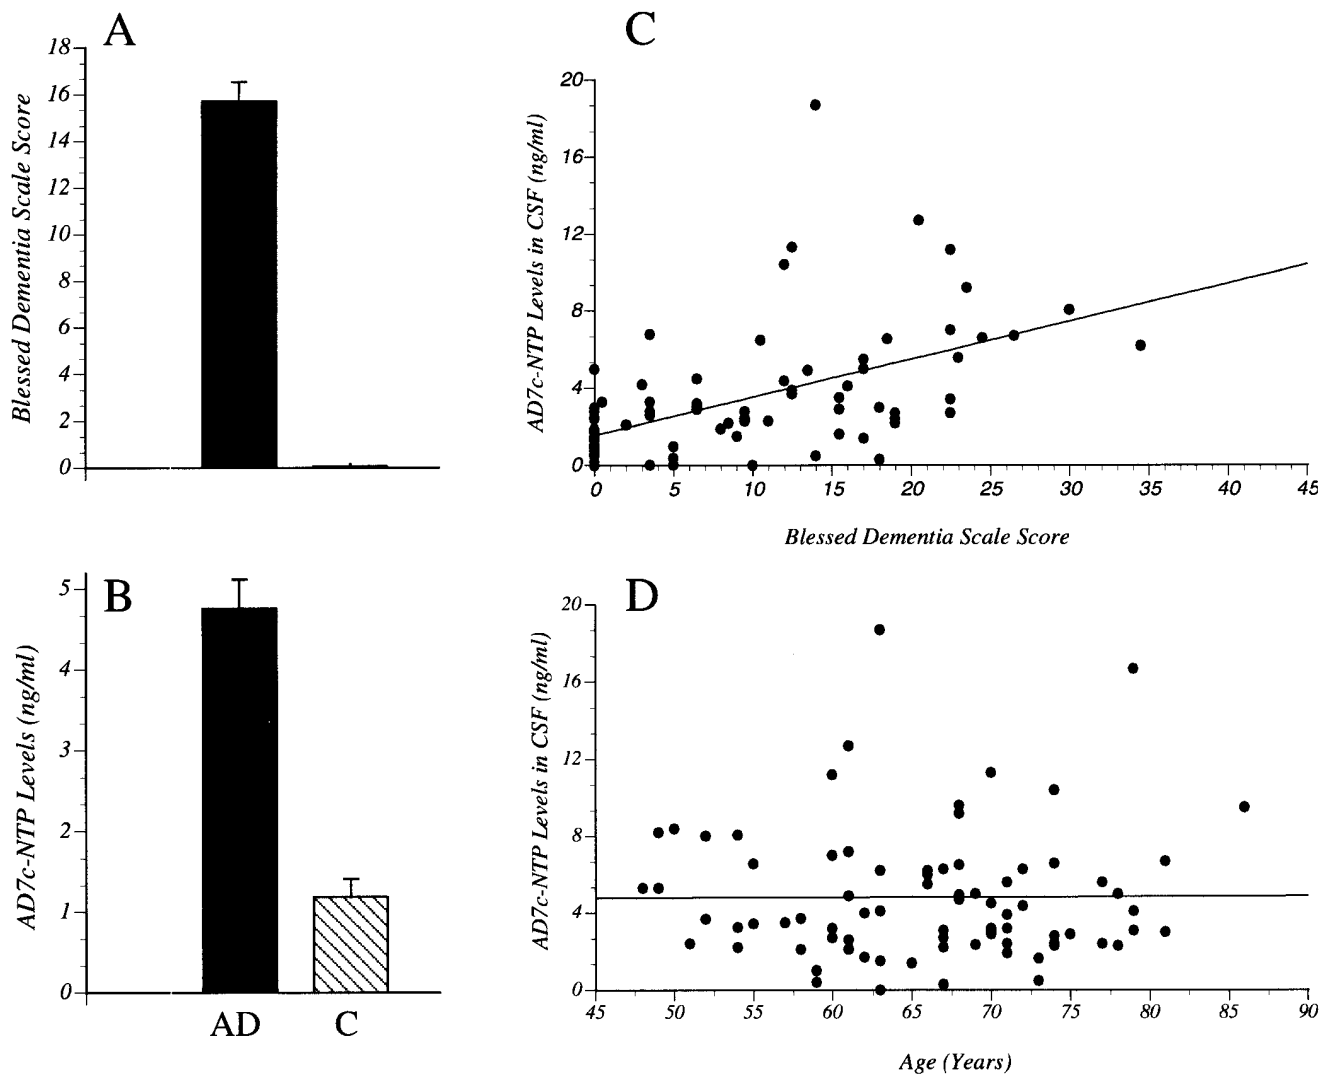 A
18
16
14
12
10
8
6
4
2
0
Blessed Dementia Scale Score
C
20
16
12
8
4
0
AD7c-NTP Levels in CSF (ng/ml)
0 5 10 15 20 25 30 35 40 45
Blessed Dementia Scale Score
B
5
4
3
2
1
0
AD7c-NTP Levels (ng/ml)
AD C
D
20
16
12
8
4
0
AD7c-NTP Levels in CSF (ng/ml)
45 50 55 60 65 70 75 80 85 90
Age (Years)